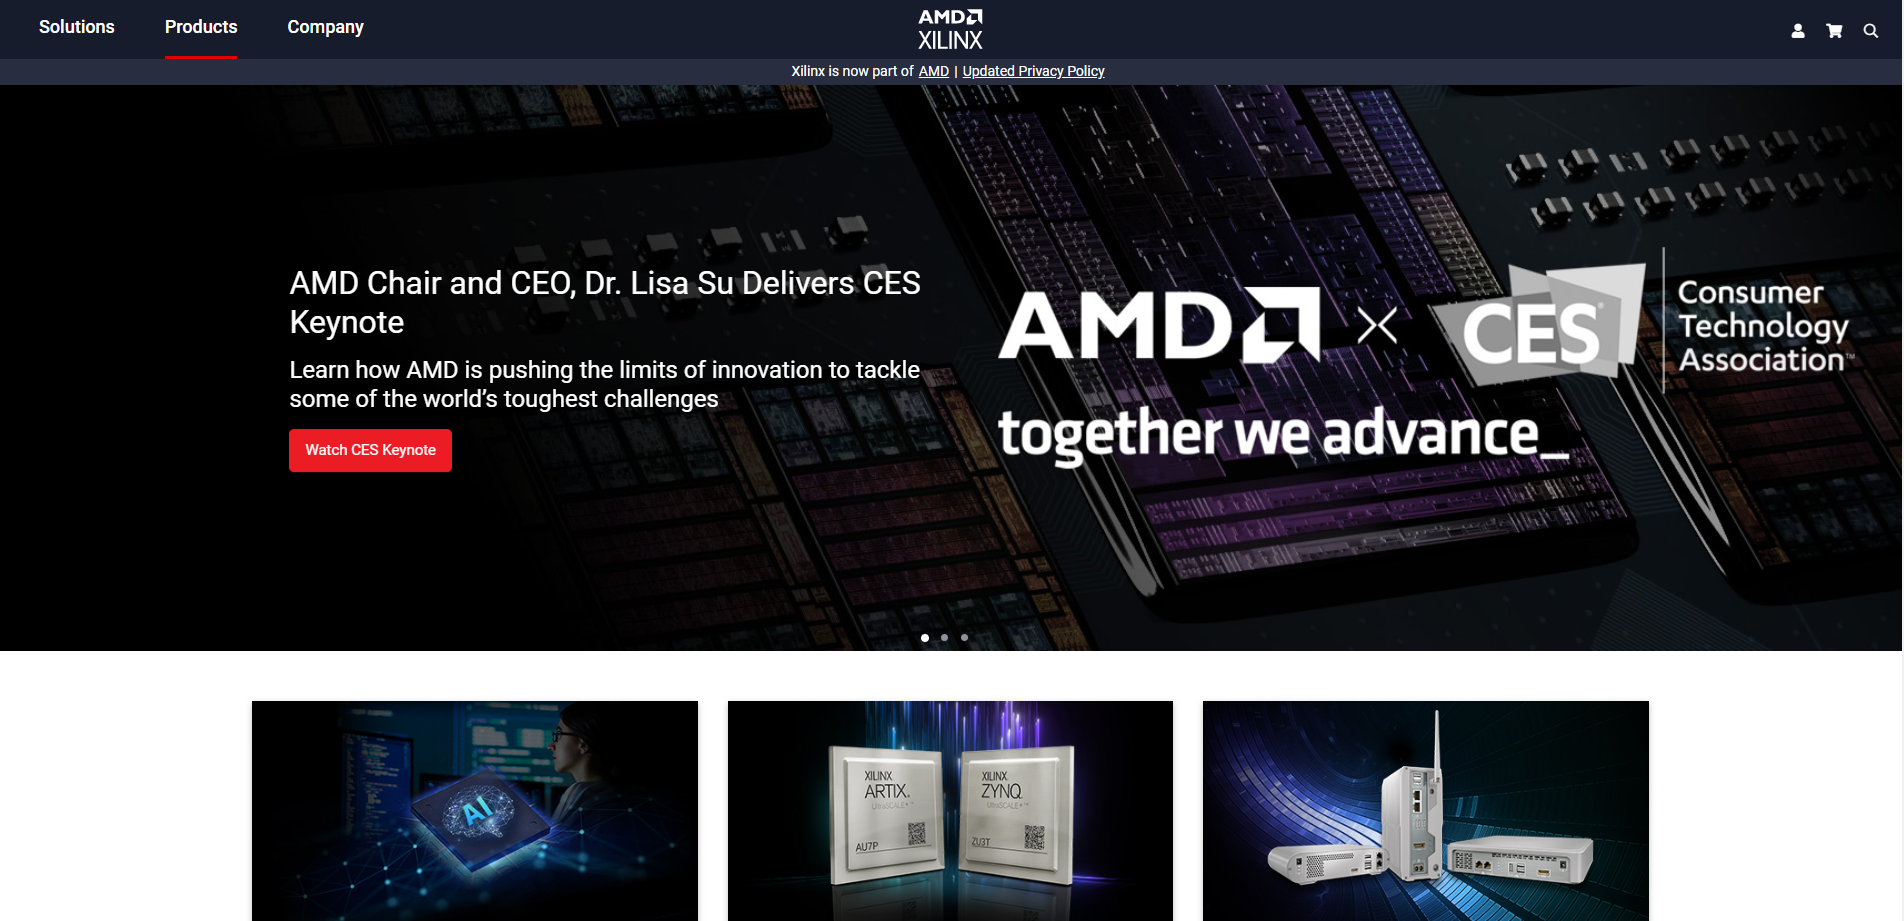 Solutions
Products
Company
AMD
XILINX
Xilinx is now part of AMD | Updated Privacy Policy
AMD Chair and CEO, Dr. Lisa Su Delivers CES
Keynote
Learn how AMD is pushing the limits of innovation to tackle
some of the world’s toughest challenges
Watch CES Keynote
AMD
CES®
Consumer
Technology
Association™
together we advance_
AI
XILINX
ARTIX.
UltraSCALE+™
AU7P
XILINX
ZYNQ
UltraSCALE+™
ZU3T